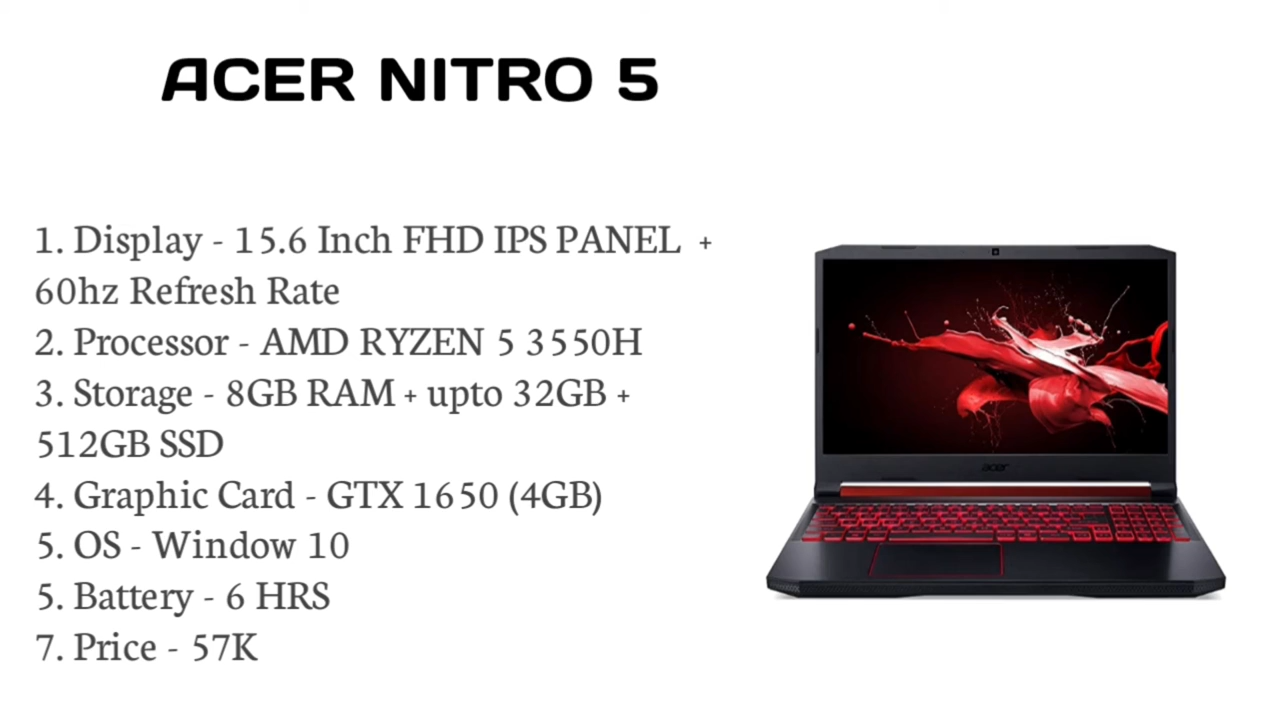 ACER NITRO 5
1. Display - 15.6 Inch FHD IPS PANEL +
60hz Refresh Rate
2. Processor - AMD RYZEN 5 3550H
3. Storage - 8GB RAM + upto 32GB +
512GB SSD
4. Graphic Card - GTX 1650 (4GB)
5. OS - Window 10
5. Battery - 6 HRS
7. Price - 57K
acer